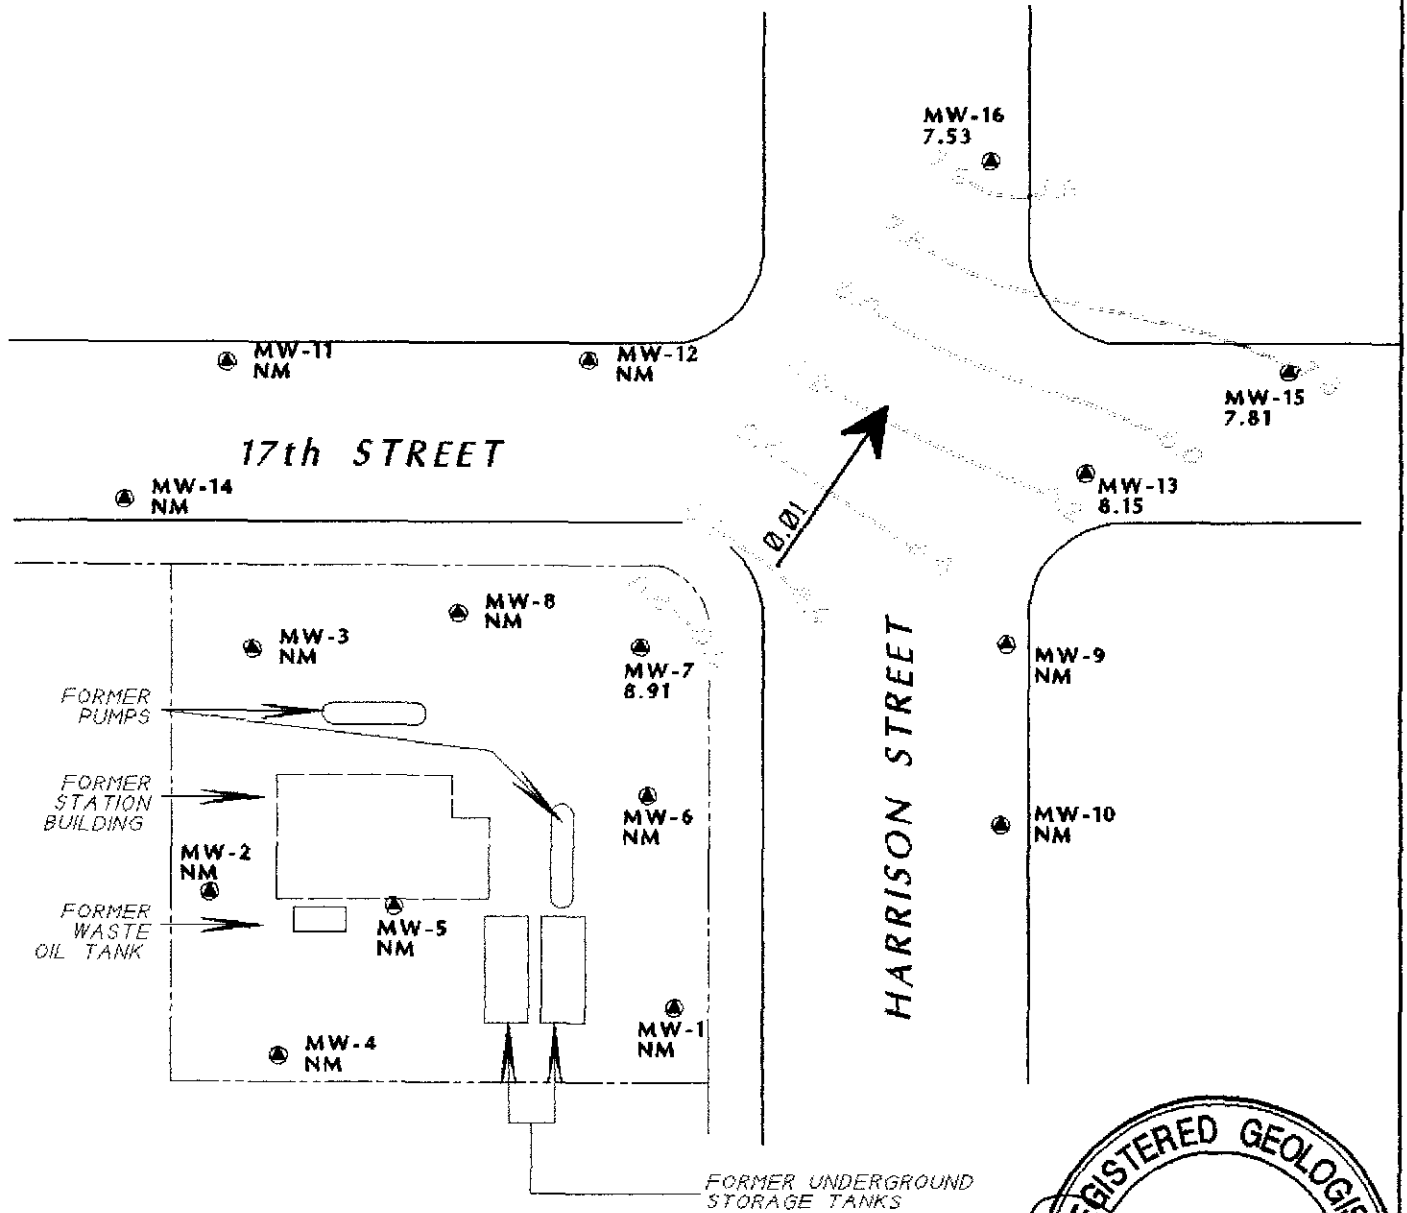 MW-16
7.53
MW-11
NM
MW-12
NM
MW-15
7.81
17th STREET
MW-14
NM
MW-13
8.15
0.01
MW-8
NM
MW-3
NM
MW-7
8.91
MW-9
NM
HARRISON STREET
FORMER
PUMPS
FORMER
STATION
BUILDING
MW-6
NM
MW-10
NM
MW-2
NM
FORMER
WASTE
OIL TANK
MW-5
NM
MW-1
NM
MW-4
NM
FORMER UNDERGROUND
STORAGE TANKS